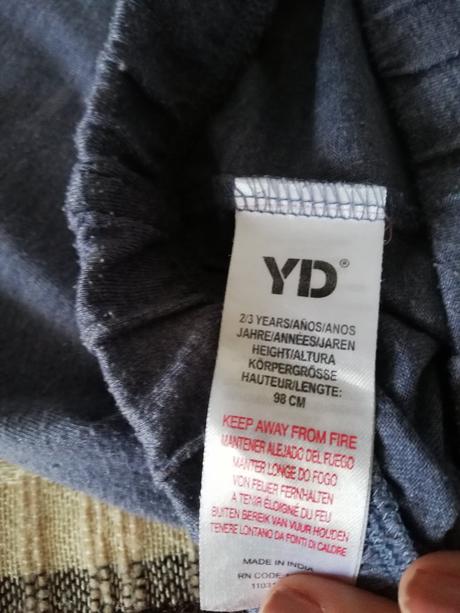 YD®
2/3 YEARS/AÑOS/ANOS
JAHRE/ANNÉES/JAREN
HEIGHT/ALTURA
KÖRPERGRÖSSE
HAUTEUR/LENGTE:
98 CM
KEEP AWAY FROM FIRE
MANTENER ALEJADO DEL FUEGO
MANTER LONGE DO FOGO
VON FEUER FERNHALTEN
À TENIR ÉLOIGNÉ DU FEU
BUITEN BEREIK VAN VUUR HOUDEN
TENERE LONTANO DA FONTI DI CALORE
MADE IN INDIA
RN CODE